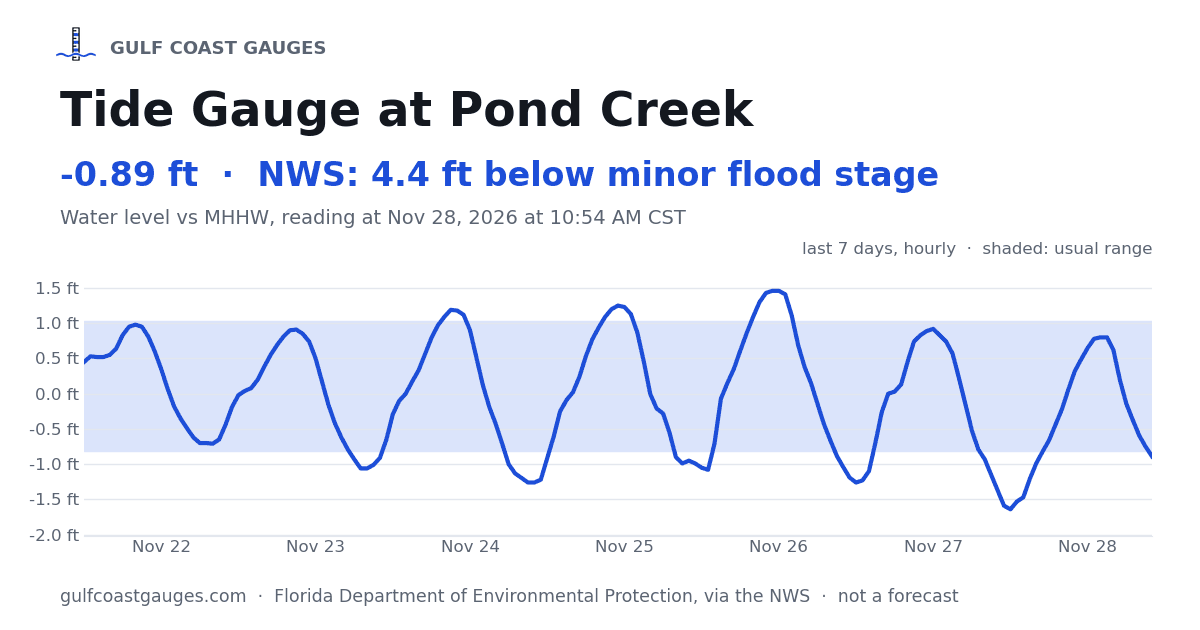 GULF COAST GAUGES
Tide Gauge at Pond Creek
-0.89 ft · NWS: 4.4 ft below minor flood stage
Water level vs MHHW, reading at Nov 28, 2026 at 10:54 AM CST
last 7 days, hourly · shaded: usual range
1.5 ft
1.0 ft
0.5 ft
0.0 ft
-0.5 ft
-1.0 ft
-1.5 ft
-2.0 ft
Nov 22 Nov 23 Nov 24 Nov 25 Nov 26 Nov 27 Nov 28
gulfcoastgauges.com · Florida Department of Environmental Protection, via the NWS · not a forecast